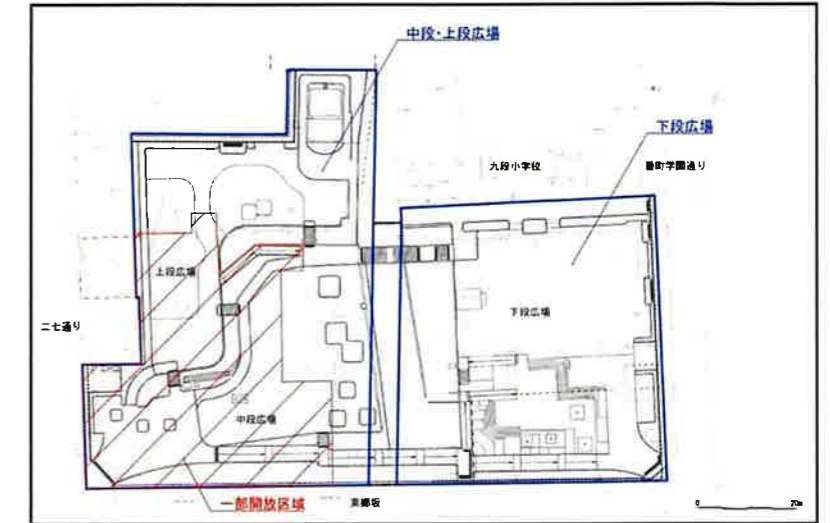 中段・上段広場
下段広場
九段小学校
番町学園通り
上段広場
二七通り
下段広場
中段広場
一部開放区域
東郷坂
0
20m